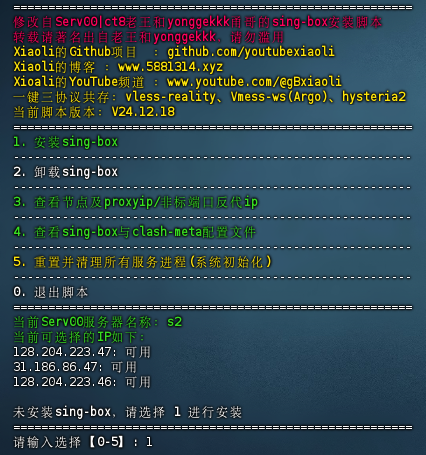 ==========================================================
修改自Serv00|ct8老王和yonggekkk甬哥的sing-box安装脚本
转载请著名出自老王和yonggekkk，请勿滥用
Xiaoli的Github项目 : github.com/youtubexiaoli
Xiaoli的博客 : www.5881314.xyz
Xioali的YouTube频道 : www.youtube.com/@gBxiaoli
一键三协议共存: vless-reality、Vmess-ws(Argo)、hysteria2
当前脚本版本: V24.12.18
==========================================================
1. 安装sing-box
----------------------------------------------------------
2. 卸载sing-box
----------------------------------------------------------
3. 查看节点及proxyip/非标端口反代ip
----------------------------------------------------------
4. 查看sing-box与clash-meta配置文件
----------------------------------------------------------
5. 重置并清理所有服务进程(系统初始化)
----------------------------------------------------------
0. 退出脚本
==========================================================
当前Serv00服务器名称: s2
当前可选择的IP如下:
128.204.223.47: 可用
31.186.86.47: 可用
128.204.223.46: 可用
未安装sing-box，请选择 1 进行安装
==========================================================
请输入选择【0-5】: 1